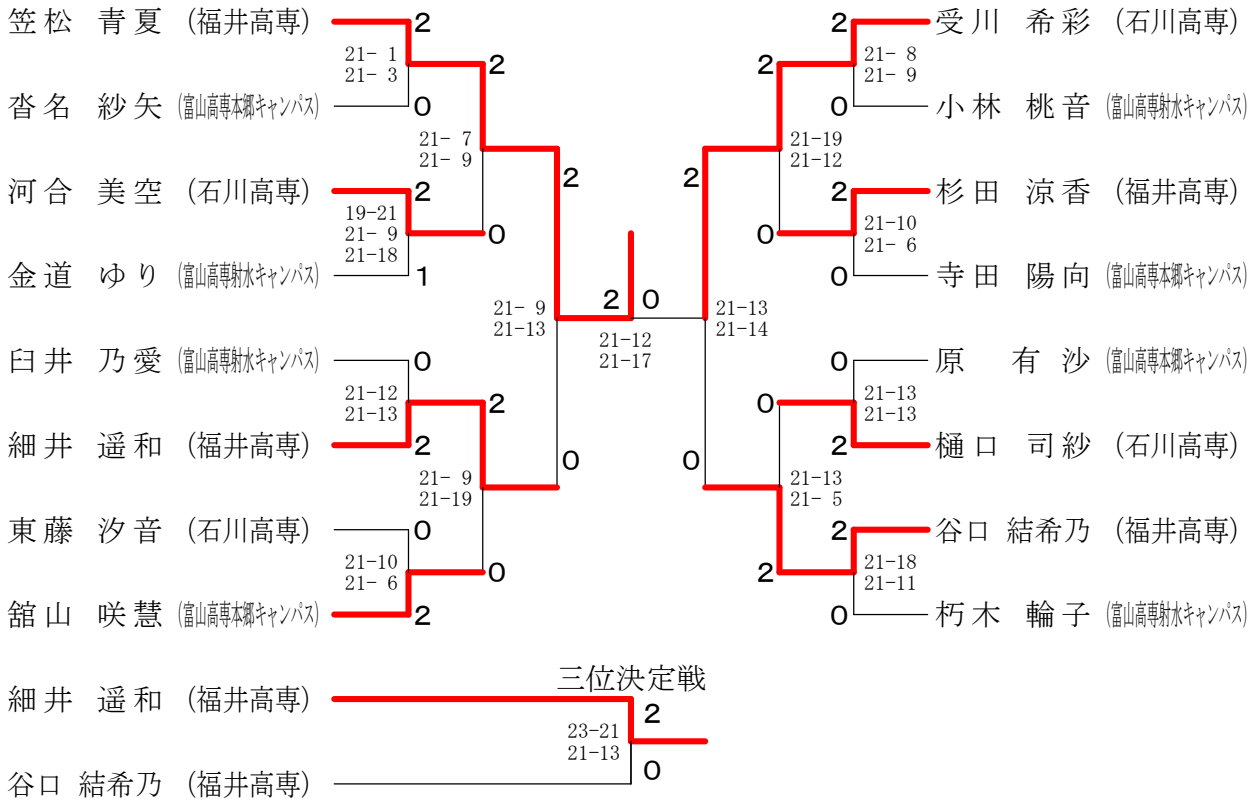 笠松 青夏 (福井高専) 2
21- 1
21- 3
2
沓名 紗矢 (富山高専本郷キャンパス) 0
21- 7
21- 9
2
河合 美空 (石川高専) 2
19-21
21- 9
21-18
0
金道 ゆり (富山高専射水キャンパス) 1
21- 9
21-13
臼井 乃愛 (富山高専射水キャンパス) 0
21-12
21-13
2
細井 遥和 (福井高専) 2
21- 9
21-19
0
東藤 汐音 (石川高専) 0
21-10
21- 6
0
舘山 咲慧 (富山高専本郷キャンパス) 2
2 0
21-12
21-17
2 受川 希彩 (石川高専)
2
21- 8
21- 9
0 小林 桃音 (富山高専射水キャンパス)
21-19
21-12
2
2 杉田 涼香 (福井高専)
0
21-10
21- 6
0 寺田 陽向 (富山高専本郷キャンパス)
21-13
21-14
0 原 有沙 (富山高専本郷キャンパス)
0
21-13
21-13
2 樋口 司紗 (石川高専)
0
21-13
21- 5
2 谷口 結希乃 (福井高専)
2
21-18
21-11
0 朽木 輪子 (富山高専射水キャンパス)
三位決定戦
細井 遥和 (福井高専)
2
23-21
21-13
0
谷口 結希乃 (福井高専)